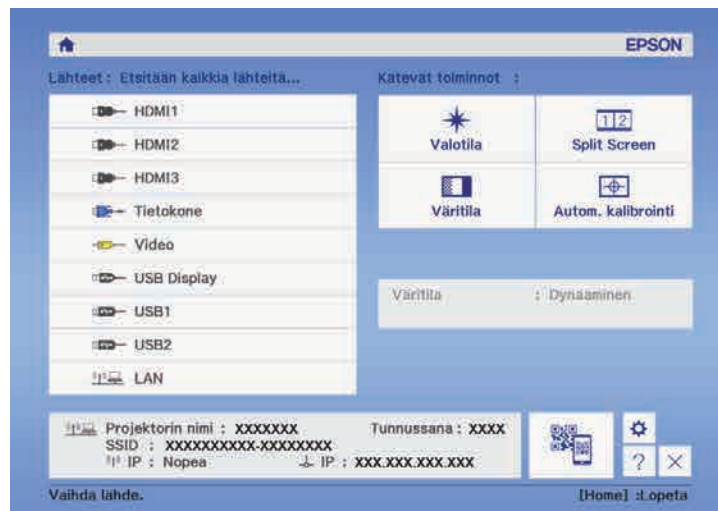 EPSON
Lähteet : Etsitään kaikkia lähteitä...
HDMI1
HDMI2
HDMI3
Tietokone
Video
USB Display
USB1
USB2
LAN
Kätevät toiminnot :
Valotila
1 2
Split Screen
Väritila
Autom. kalibrointi
Väritila : Dynaaminen
Projektorin nimi : XXXXXXX Tunnussana : XXXX
SSID : XXXXXXXXXX-XXXXXXXX
IP : Nopea IP : XXX.XXX.XXX.XXX
?
Vaihda lähde. [Home] :Lopeta